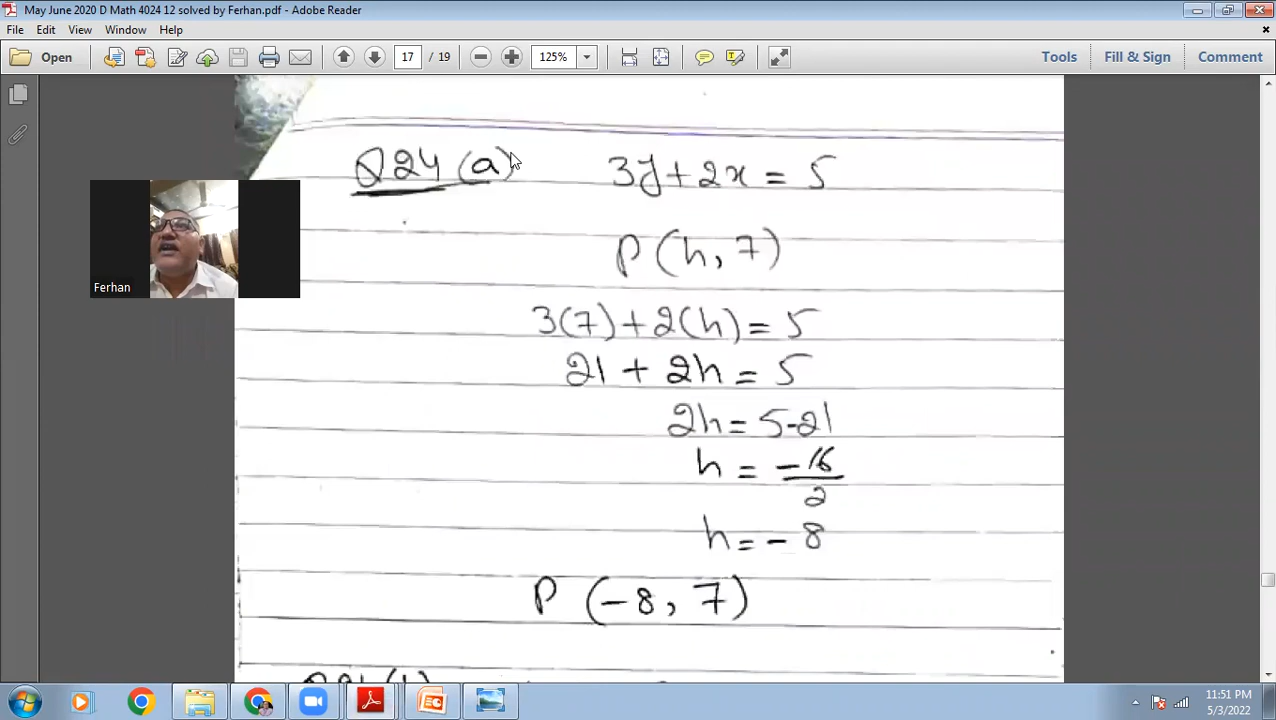 May June 2020 D Math 4024 12 solved by Ferhan.pdf - Adobe Reader
File Edit View Window Help
Open 17 / 19 125% Tools Fill & Sign Comment
Q24 (a) 3y + 2x = 5
P (h, 7)
3(7) + 2(h) = 5
21 + 2h = 5
2h = 5-21
h = -16/2
h = - 8
P (-8, 7)
Ferhan
11:51 PM
5/3/2022